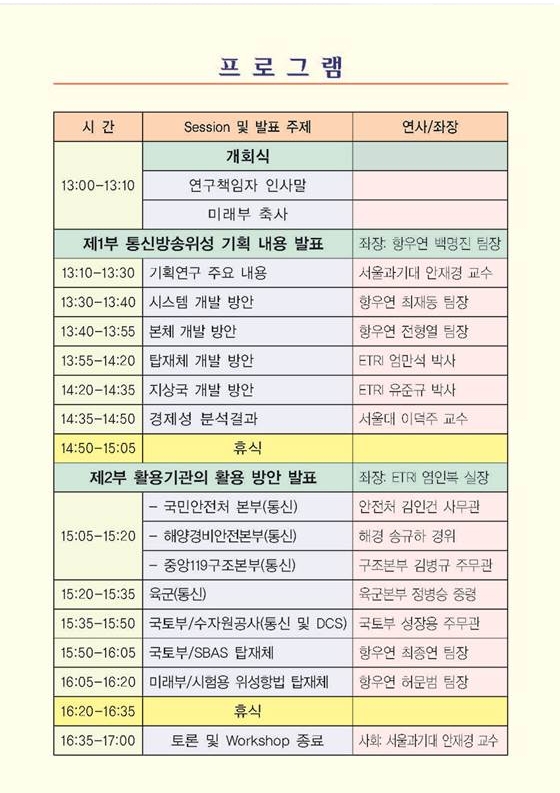 프로그램
시 간 Session 및 발표 주제 연사/좌장
개회식
13:00-13:10 연구책임자 인사말
미래부 축사
제1부 통신방송위성 기획 내용 발표 좌장: 항우연 백명진 팀장
13:10-13:30 기획연구 주요 내용 서울과기대 안재경 교수
13:30-13:40 시스템 개발 방안 항우연 최재동 팀장
13:40-13:55 본체 개발 방안 항우연 전형열 팀장
13:55-14:20 탑재체 개발 방안 ETRI 엄만석 박사
14:20-14:35 지상국 개발 방안 ETRI 유준규 박사
14:35-14:50 경제성 분석결과 서울대 이덕주 교수
14:50-15:05 휴식
제2부 활용기관의 활용 방안 발표 좌장: ETRI 염인복 실장
- 국민안전처 본부(통신) 안전처 김인건 사무관
15:05-15:20 - 해양경비안전본부(통신) 해경 송규하 경위
- 중앙119구조본부(통신) 구조본부 김병규 주무관
15:20-15:35 육군(통신) 육군본부 정병승 중령
15:35-15:50 국토부/수자원공사(통신 및 DCS) 국토부 성장용 주무관
15:50-16:05 국토부/SBAS 탑재체 항우연 최종연 팀장
16:05-16:20 미래부/시험용 위성항법 탑재체 항우연 허문범 팀장
16:20-16:35 휴식
16:35-17:00 토론 및 Workshop 종료 사회: 서울과기대 안재경 교수